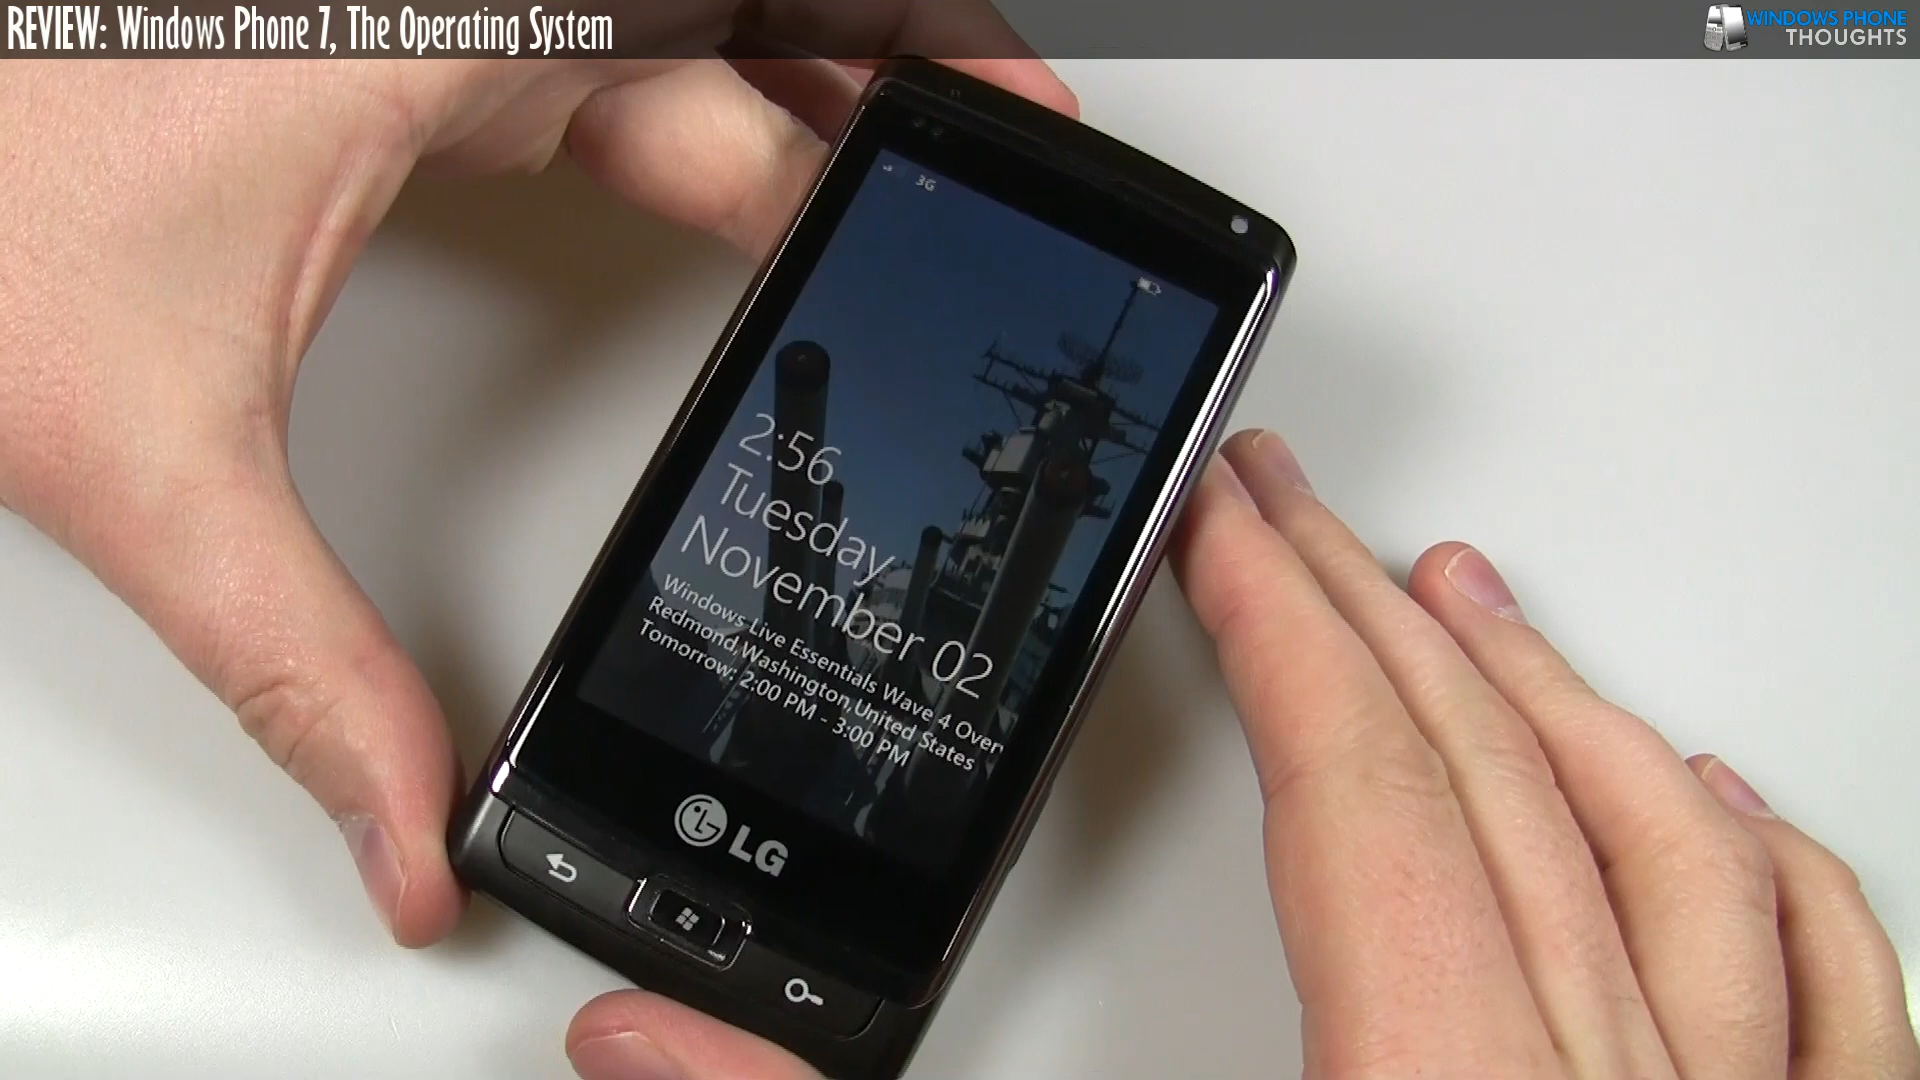 REVIEW: Windows Phone 7, The Operating System
WINDOWS PHONE
THOUGHTS
3G
2:56
Tuesday
November 02
Windows Live Essentials Wave 4 Over
Redmond,Washington,United States
Tomorrow: 2:00 PM - 3:00 PM
LG